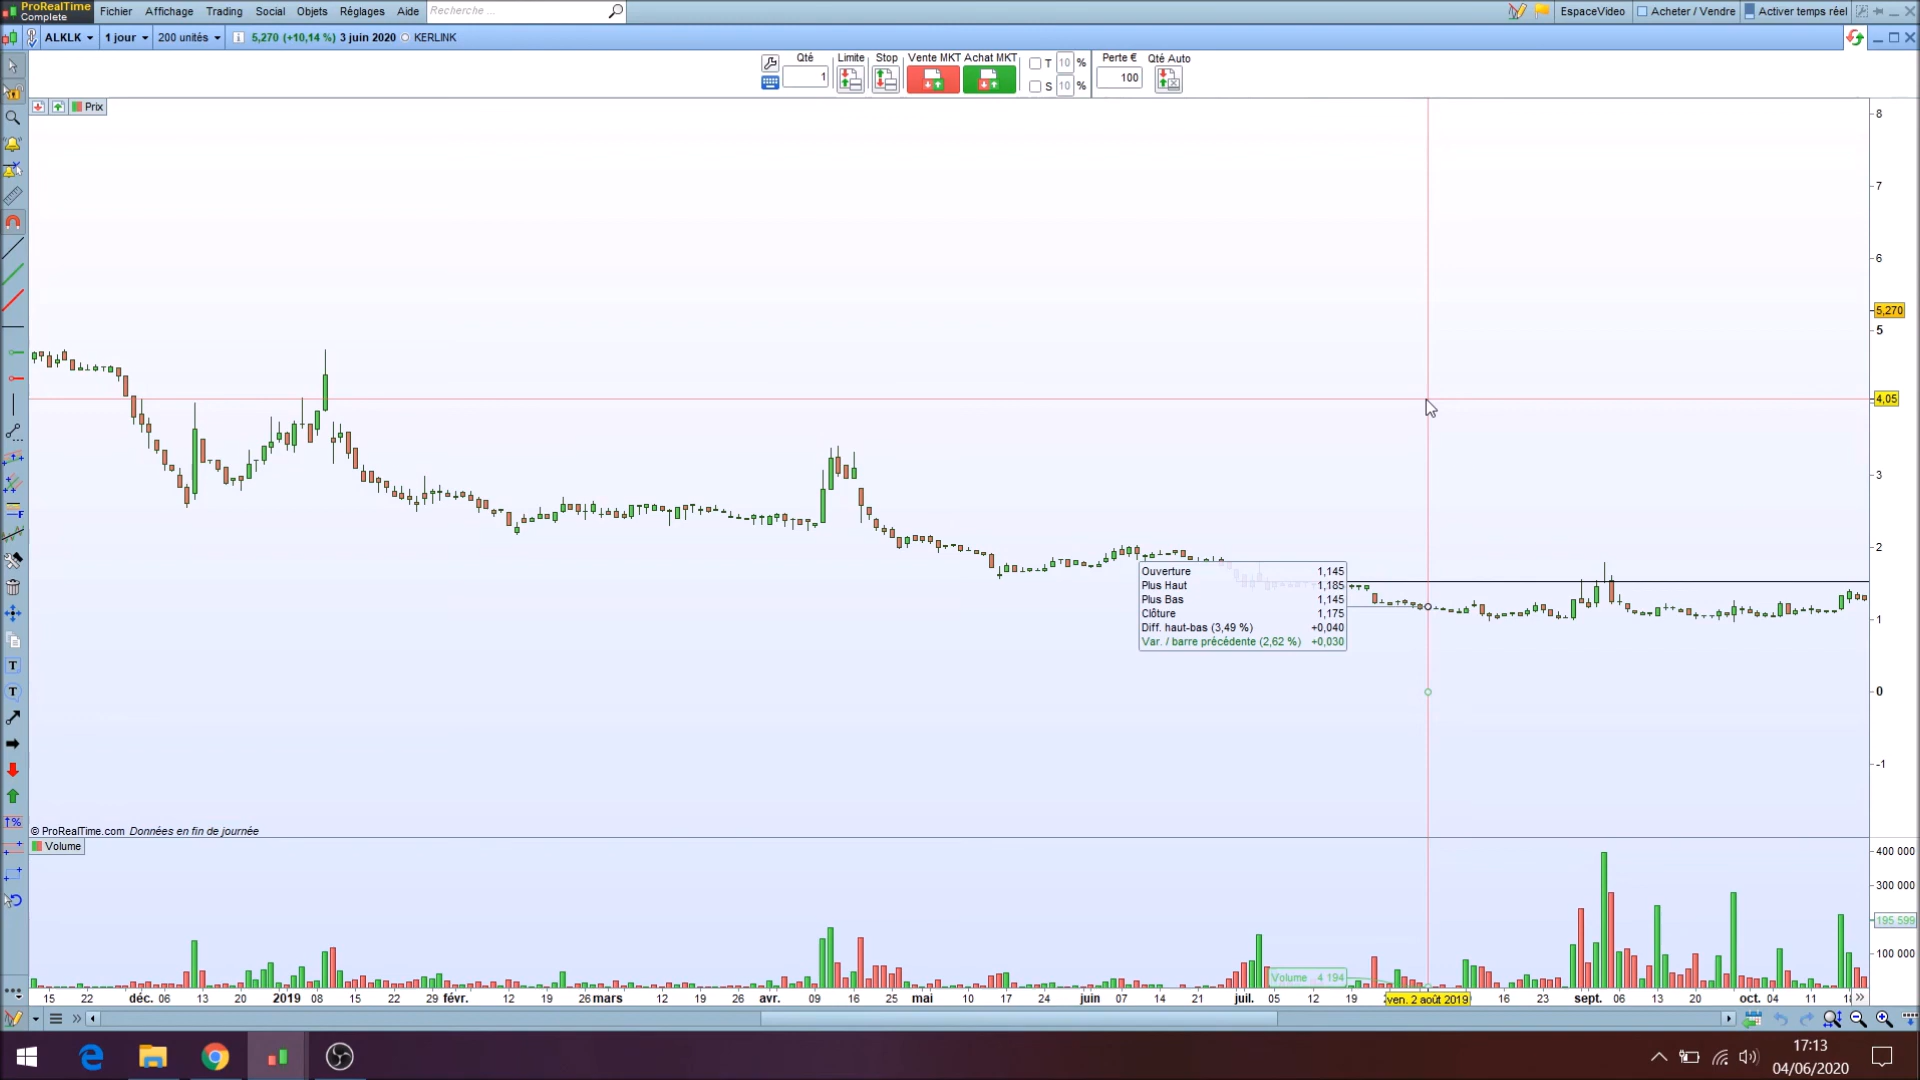 ProRealTime
Complete
Fichier Affichage Trading Social Objets Réglages Aide Recherche ...
EspaceVideo Acheter / Vendre Activer temps réel
ALKLK 1 jour 200 unités 5,270 (+10,14 %) 3 juin 2020 KERLINK
Qté Limite Stop Vente MKT Achat MKT T 10 % Perte € Qté Auto
1 S 10 % 100
Prix
8
7
6
5,270
5
4,05
3
2
1
0
-1
Ouverture 1,145
Plus Haut 1,185
Plus Bas 1,145
Clôture 1,175
Diff. haut-bas (3,49 %) +0,040
Var. / barre précédente (2,62 %) +0,030
© ProRealTime.com Données en fin de journée
Volume
400 000
300 000
195 599
100 000
Volume 4 194
15 22 déc. 06 13 20 2019 08 15 22 29 févr. 12 19 26 mars 12 19 26 avr. 09 16 23 mai 10 17 24 juin 07 14 21 juil. 05 12 19 ven. 2 août 2019 16 23 sept. 06 13 20 oct. 04 11
17:13
04/06/2020